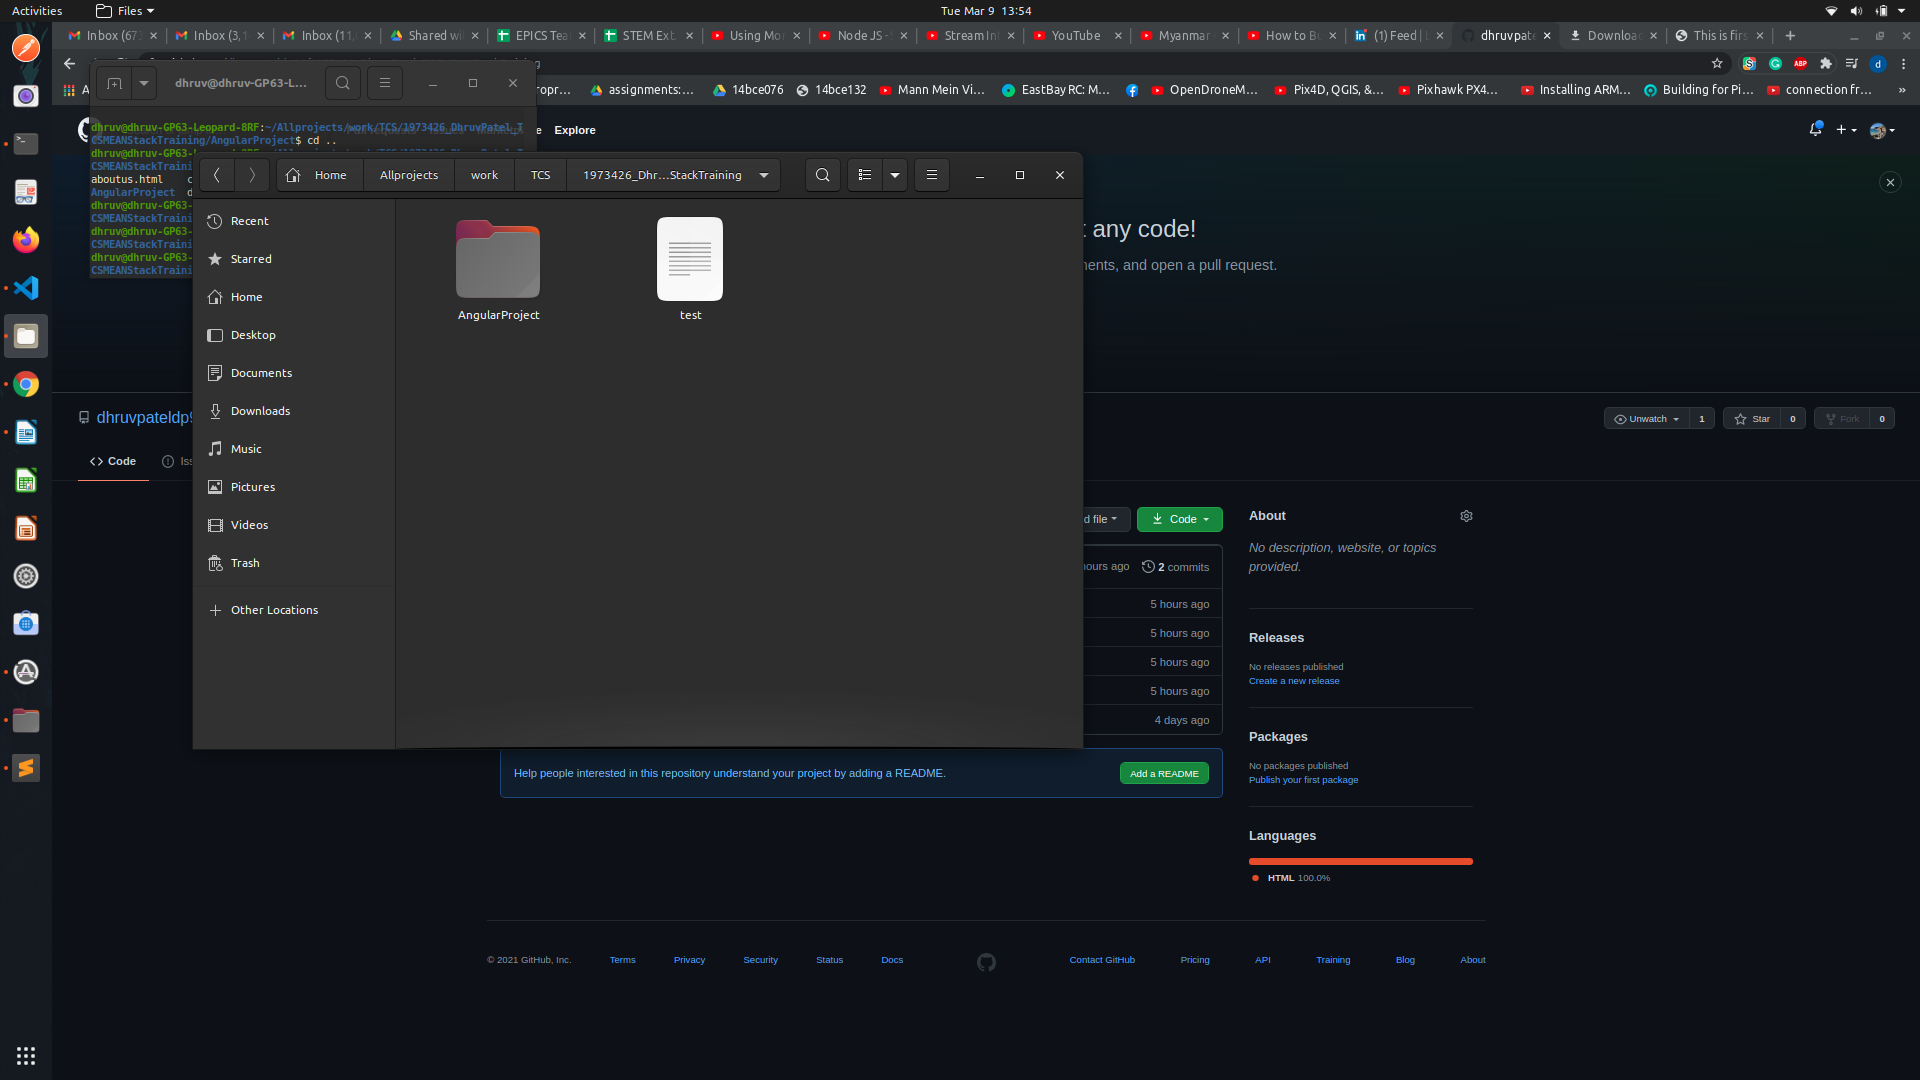 Activities
Files
Tue Mar 9 13:54
Inbox (673
Inbox (3,1
Inbox (11,
Shared wi
EPICS Tea
STEM Ext
Using Mo
Node JS -
Stream In
YouTube
Myanmar
How to B
(1) Feed | L
dhruvpate
Downloa
This is firs
ropr…
assignments:…
14bce076
14bce132
Mann Mein Vi…
EastBay RC: M…
OpenDroneM…
Pix4D, QGIS, &…
Pixhawk PX4…
Installing ARM…
Building for Pi…
connection fr…
»
dhruv@dhruv-GP63-L…
Explore
dhruv@dhruv-GP63-Leopard-8RF:~/Allprojects/work/TCS/1973426_DhruvPatel_T
CSMEANStackTraining/AngularProject$ cd ..
CSMEANStackTraini
aboutus.html c
AngularProject d
dhruv@dhruv-GP63-
CSMEANStackTraini
dhruv@dhruv-GP63-
CSMEANStackTraini
dhruv@dhruv-GP63-
CSMEANStackTraini
Home
Allprojects
work
TCS
1973426_Dhr…StackTraining
Recent
Starred
Home
Desktop
Documents
Downloads
Music
Pictures
Videos
Trash
Other Locations
AngularProject
test
t any code!
ments, and open a pull request.
dhruvpateldp9
Unwatch
1
Star
0
Fork
0
Code
Iss
d file
Code
hours ago
2 commits
5 hours ago
5 hours ago
5 hours ago
5 hours ago
4 days ago
Help people interested in this repository understand your project by adding a README.
Add a README
About
No description, website, or topics
provided.
Releases
No releases published
Create a new release
Packages
No packages published
Publish your first package
Languages
HTML 100.0%
© 2021 GitHub, Inc.
Terms
Privacy
Security
Status
Docs
Contact GitHub
Pricing
API
Training
Blog
About